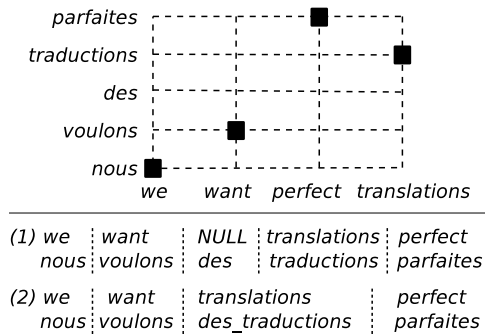 parfaites
traductions
des
voulons
nous
we want perfect translations
(1) we want NULL translations perfect
nous voulons des traductions parfaites
(2) we want translations perfect
nous voulons des_traductions parfaites